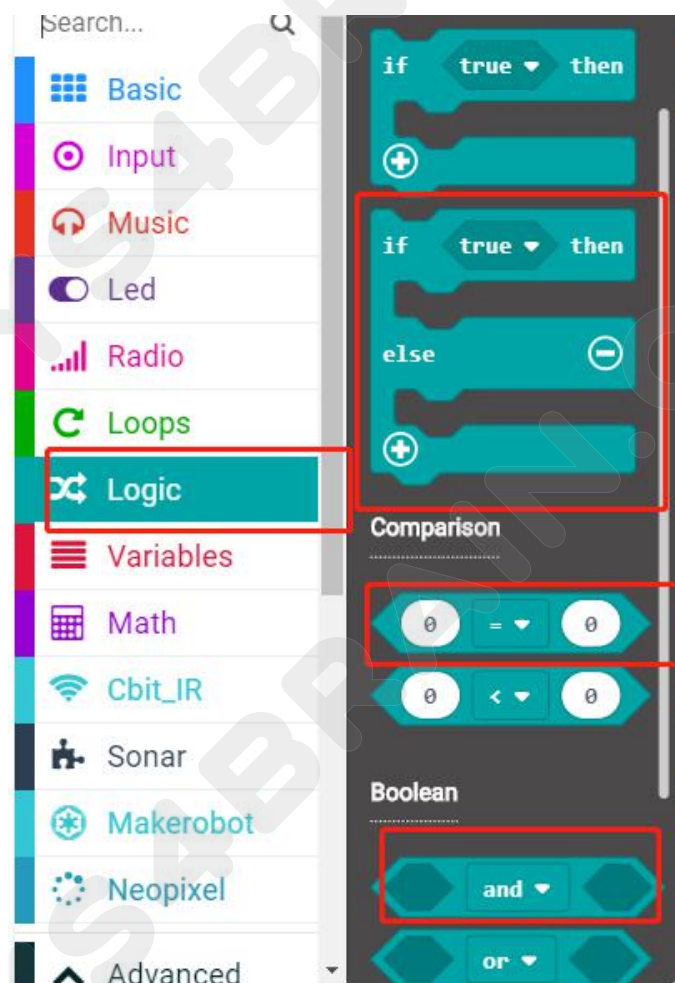 Search...
Basic
Input
Music
Led
Radio
Loops
Logic
Variables
Math
Cbit_IR
Sonar
Makerobot
Neopixel
Advanced
if true then
if true then
else
Comparison
0 = 0
0 < 0
Boolean
and
or